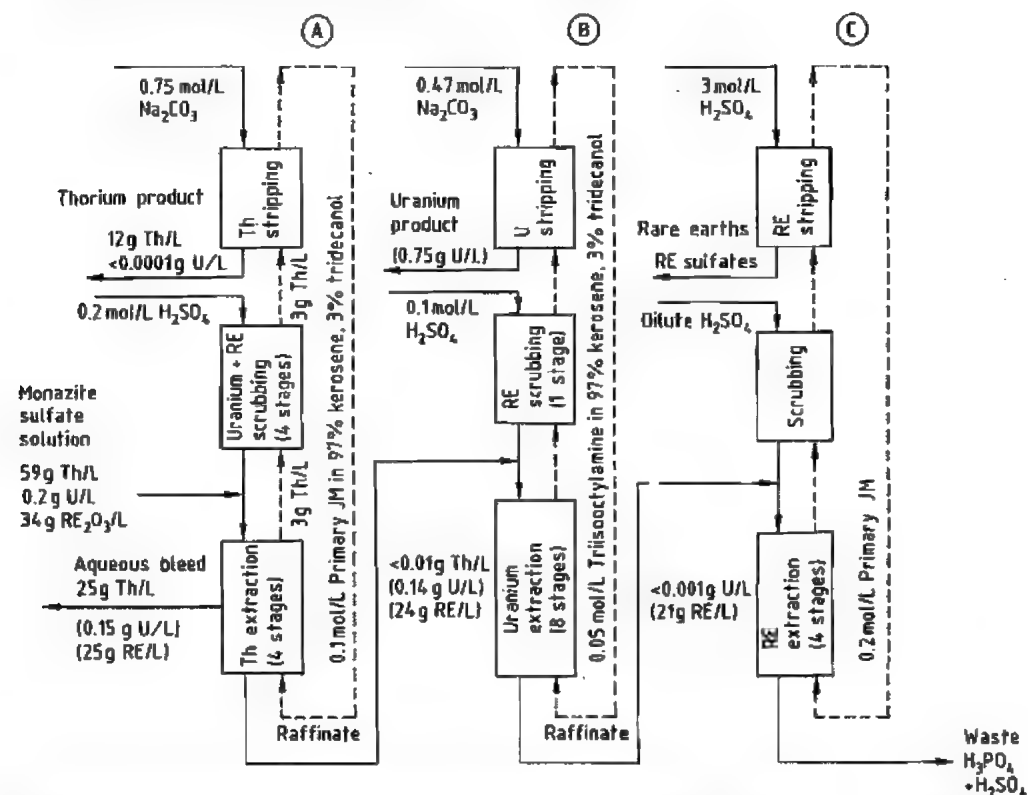 A
0.75 mol/L
Na₂CO₃
Th
stripping
Thorium product
12g Th/L
<0.0001g U/L
3g Th/L
0.2mol/L H₂SO₄
Uranium + RE
scrubbing
(4 stages)
Monazite
sulfate
solution
59g Th/L
0.2g U/L
34g RE₂O₃/L
3g Th/L
Aqueous bleed
25g Th/L
(0.15 g U/L)
(25g RE/L)
Th extraction
(4 stages)
0.1mol/L Primary JM in 97% kerosene, 3% tridecanol
Raffinate
B
0.47 mol/L
Na₂CO₃
U
stripping
Uranium
product
(0.75g U/L)
0.1mol/L
H₂SO₄
RE
scrubbing
(1 stage)
<0.01g Th/L
(0.14 g U/L)
(24g RE/L)
Uranium
extraction
(8 stages)
0.05 mol/L Triisooctylamine in 97% kerosene, 3% tridecanol
Raffinate
C
3mol/L
H₂SO₄
RE
stripping
Rare earths
RE sulfates
Dilute H₂SO₄
Scrubbing
<0.001g U/L
(21g RE/L)
RE
extraction
(4 stages)
0.2mol/L Primary JM
Waste
H₃PO₄
+H₂SO₄